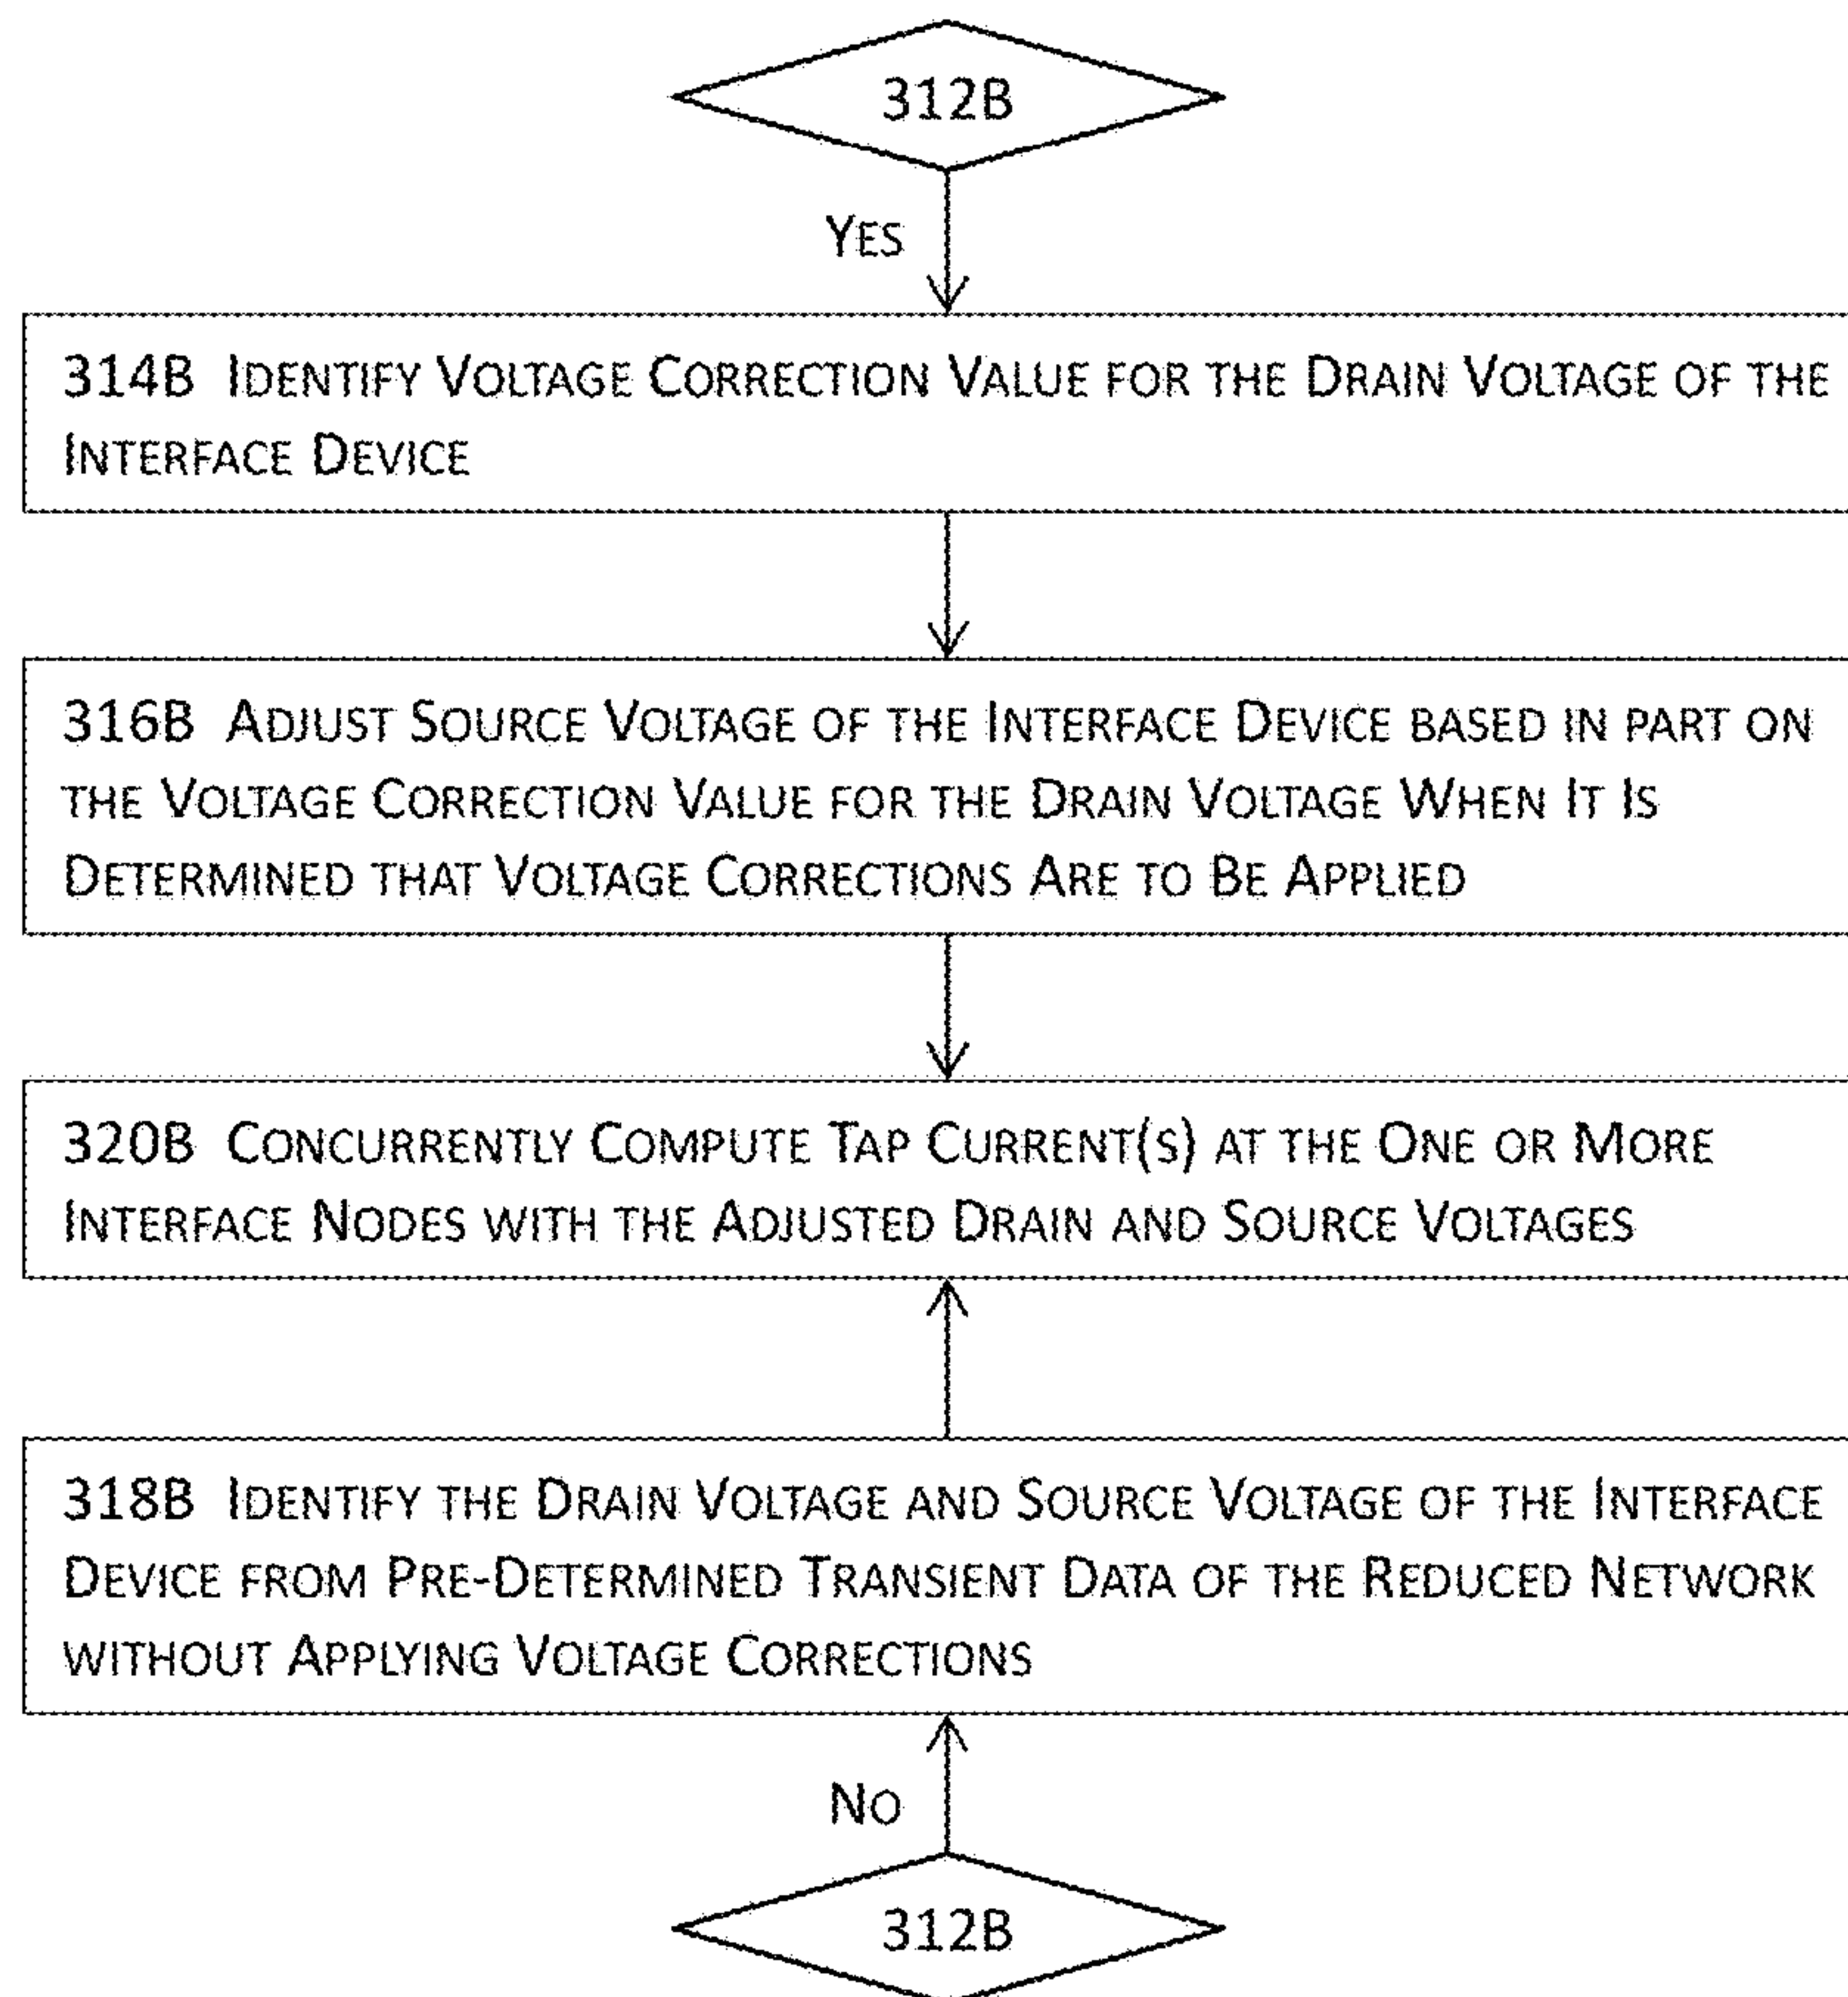 312B
YES
314B IDENTIFY VOLTAGE CORRECTION VALUE FOR THE DRAIN VOLTAGE OF THE
INTERFACE DEVICE
316B ADJUST SOURCE VOLTAGE OF THE INTERFACE DEVICE BASED IN PART ON
THE VOLTAGE CORRECTION VALUE FOR THE DRAIN VOLTAGE WHEN IT IS
DETERMINED THAT VOLTAGE CORRECTIONS ARE TO BE APPLIED
320B CONCURRENTLY COMPUTE TAP CURRENT(S) AT THE ONE OR MORE
INTERFACE NODES WITH THE ADJUSTED DRAIN AND SOURCE VOLTAGES
318B IDENTIFY THE DRAIN VOLTAGE AND SOURCE VOLTAGE OF THE INTERFACE
DEVICE FROM PRE-DETERMINED TRANSIENT DATA OF THE REDUCED NETWORK
WITHOUT APPLYING VOLTAGE CORRECTIONS
NO
312B